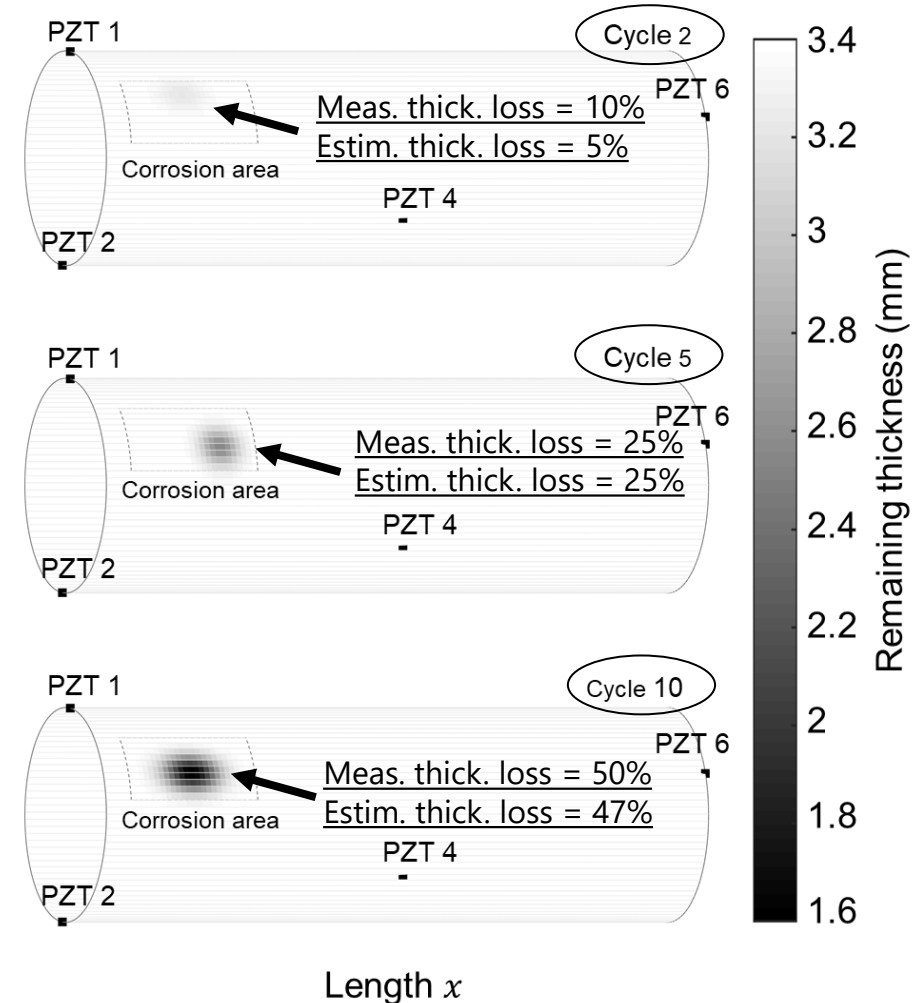 PZT 1
Cycle 2
PZT 6
Meas. thick. loss = 10%
Estim. thick. loss = 5%
Corrosion area
PZT 4
PZT 2
PZT 1
Cycle 5
PZT 6
Meas. thick. loss = 25%
Estim. thick. loss = 25%
Corrosion area
PZT 4
PZT 2
PZT 1
Cycle 10
PZT 6
Meas. thick. loss = 50%
Estim. thick. loss = 47%
Corrosion area
PZT 4
PZT 2
Length x
3.4
3.2
3
2.8
2.6
2.4
2.2
2
1.8
1.6
Remaining thickness (mm)